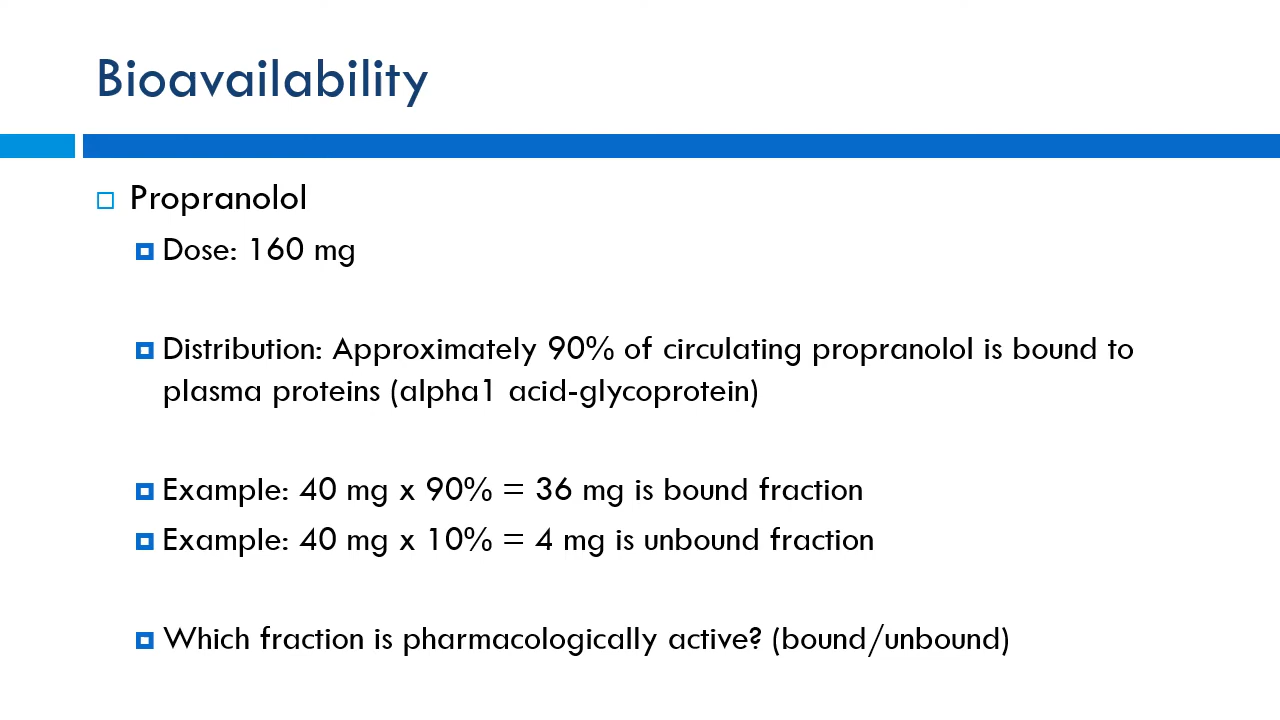 Bioavailability
Propranolol
Dose: 160 mg
Distribution: Approximately 90% of circulating propranolol is bound to
plasma proteins (alpha1 acid-glycoprotein)
Example: 40 mg x 90% = 36 mg is bound fraction
Example: 40 mg x 10% = 4 mg is unbound fraction
Which fraction is pharmacologically active? (bound/unbound)